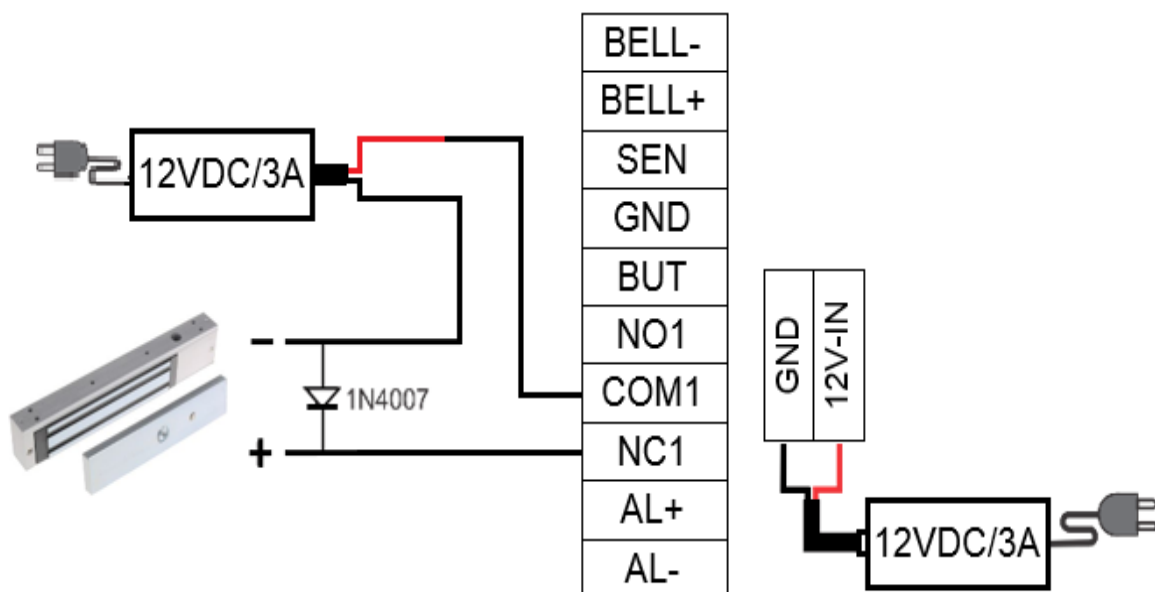 BELL-
BELL+
SEN
GND
BUT
NO1
COM1
NC1
AL+
AL-
12VDC/3A
-
1N4007
+
GND
12V-IN
12VDC/3A